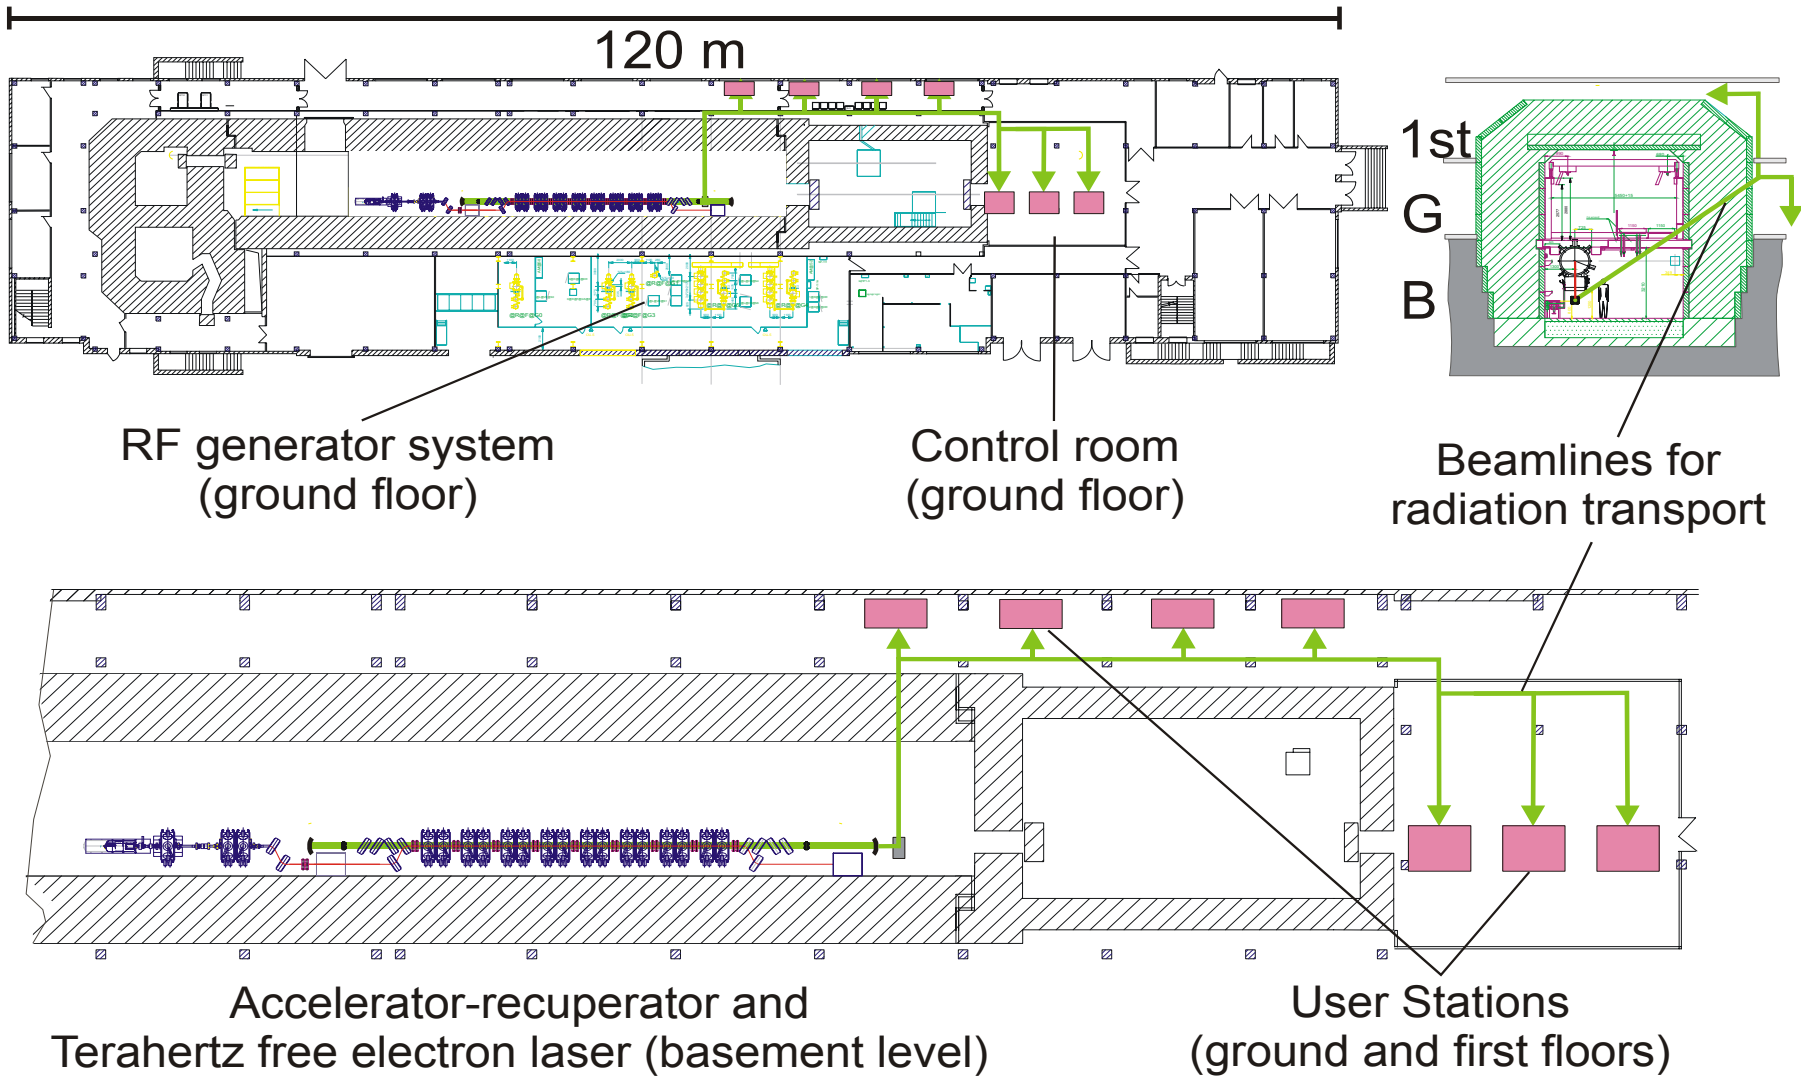 120 m
1st
G
B
RF generator system
(ground floor)
Control room
(ground floor)
Beamlines for
radiation transport
Accelerator-recuperator and
Terahertz free electron laser (basement level)
User Stations
(ground and first floors)